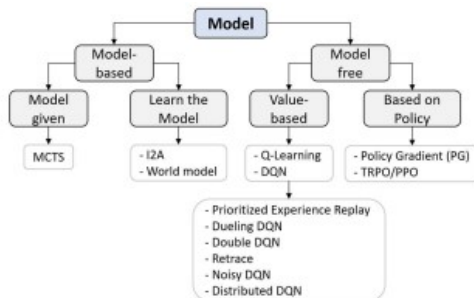 Model
Model-
based
Model
free
Model
given
Learn the
Model
Value-
based
Based on
Policy
MCTS
- I2A
- World model
- Q-Learning
- DQN
- Policy Gradient (PG)
- TRPO/PPO
- Prioritized Experience Replay
- Dueling DQN
- Double DQN
- Retrace
- Noisy DQN
- Distributed DQN